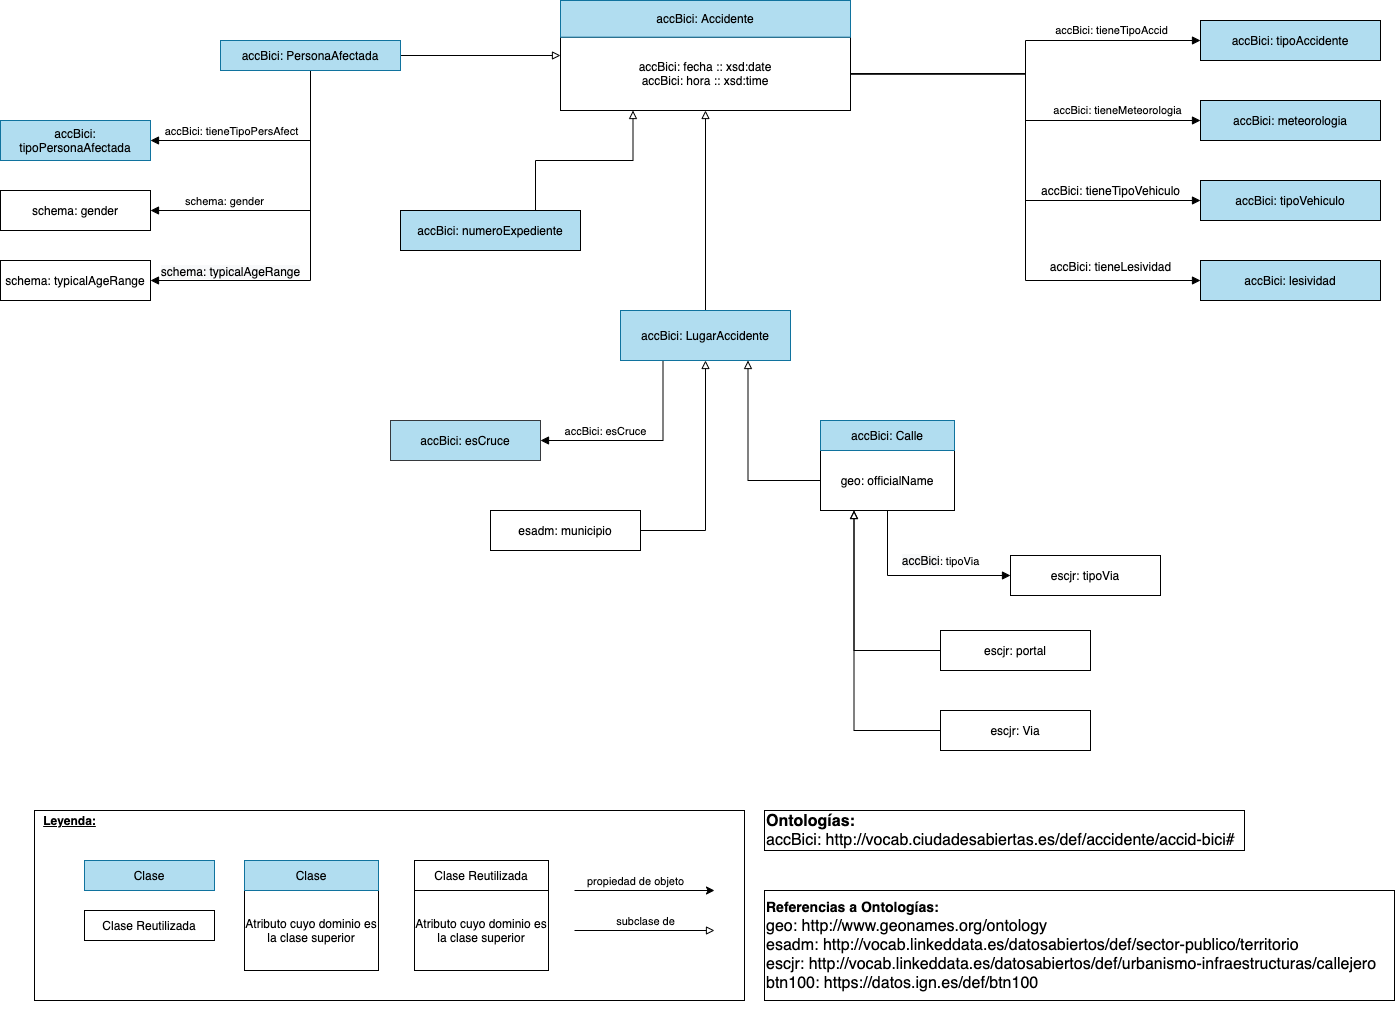 accBici: Accidente
accBici: fecha :: xsd:date
accBici: hora :: xsd:time
accBici: PersonaAfectada
accBici: tieneTipoAccid
accBici: tipoAccidente
accBici: tieneMeteorologia
accBici: meteorologia
accBici: tieneTipoVehiculo
accBici: tipoVehiculo
accBici: tieneLesividad
accBici: lesividad
accBici:
tipoPersonaAfectada
accBici: tieneTipoPersAfect
schema: gender
schema: gender
schema: typicalAgeRange
schema: typicalAgeRange
accBici: numeroExpediente
accBici: LugarAccidente
accBici: esCruce
accBici: esCruce
accBici: Calle
geo: officialName
esadm: municipio
accBici: tipoVia
escjr: tipoVia
escjr: portal
escjr: Via
Leyenda:
Clase
Clase Reutilizada
Clase
Atributo cuyo dominio es
la clase superior
Clase Reutilizada
Atributo cuyo dominio es
la clase superior
propiedad de objeto
subclase de
Ontologías:
accBici: http://vocab.ciudadesabiertas.es/def/accidente/accid-bici#
Referencias a Ontologías:
geo: http://www.geonames.org/ontology
esadm: http://vocab.linkeddata.es/datosabiertos/def/sector-publico/territorio
escjr: http://vocab.linkeddata.es/datosabiertos/def/urbanismo-infraestructuras/callejero
btn100: https://datos.ign.es/def/btn100